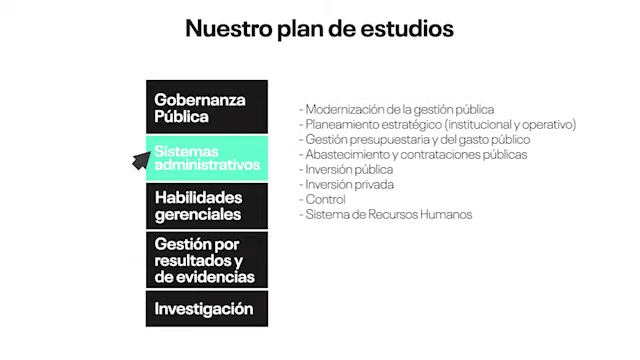 Nuestro plan de estudios
Gobernanza
Pública
Sistemas
administrativos
Habilidades
gerenciales
Gestión por
resultados y
de evidencias
Investigación
- Modernización de la gestión pública
- Planeamiento estratégico (institucional y operativo)
- Gestión presupuestaria y del gasto público
- Abastecimiento y contrataciones públicas
- Inversión pública
- Inversión privada
- Control
- Sistema de Recursos Humanos